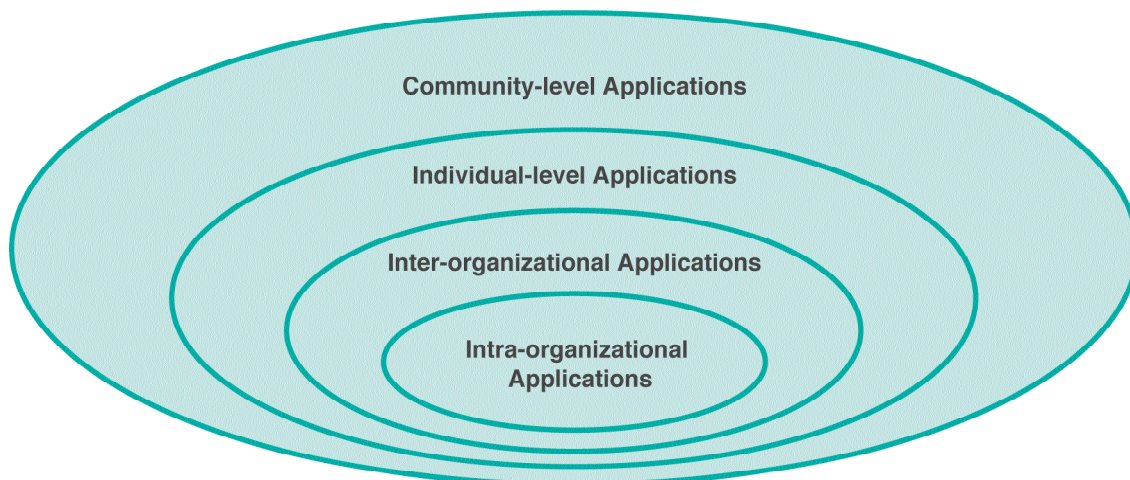 Community-level Applications
Individual-level Applications
Inter-organizational Applications
Intra-organizational
Applications